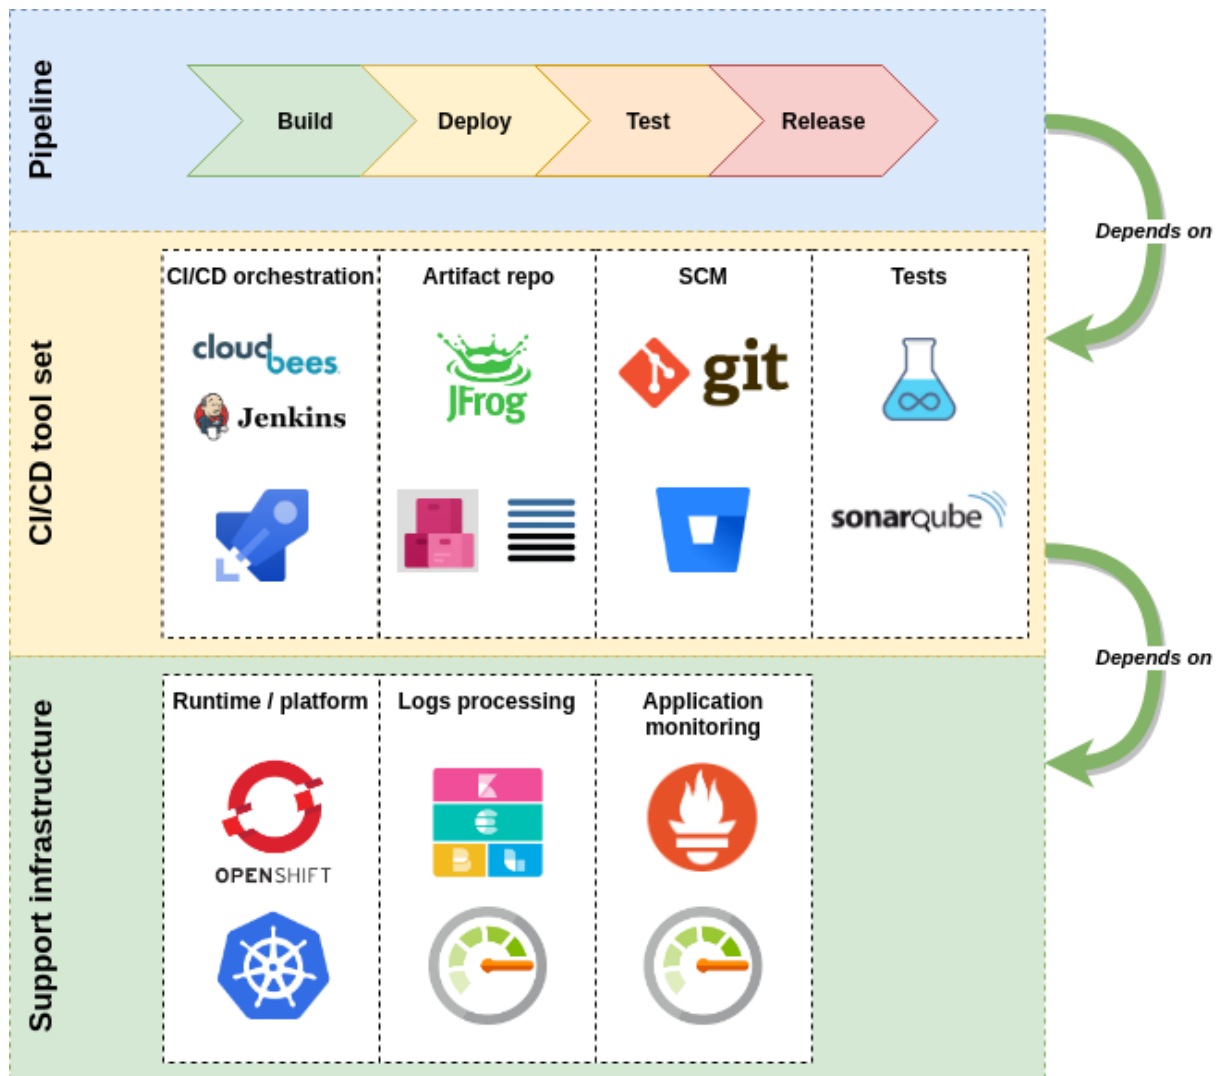 Pipeline
Build
Deploy
Test
Release
Depends on
CI/CD tool set
CI/CD orchestration
Artifact repo
SCM
Tests
cloudbees
Jenkins
JFrog
git
sonarqube
Depends on
Support infrastructure
Runtime / platform
Logs processing
Application
monitoring
OPENSHIFT